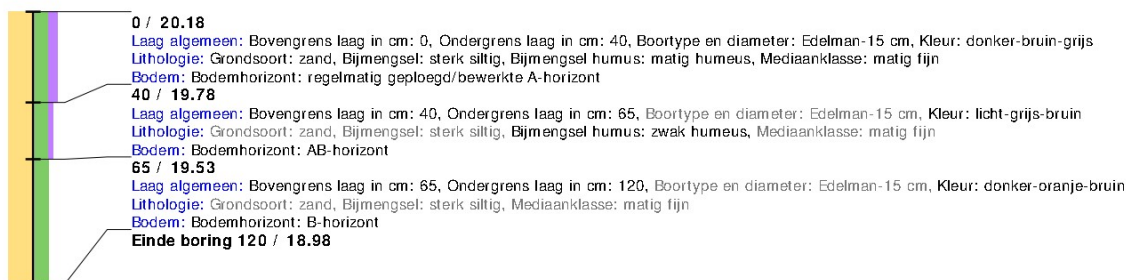 0 / 20.18
Laag algemeen: Bovengrens laag in cm: 0, Ondergrens laag in cm: 40, Boortype en diameter: Edelman-15 cm, Kleur: donker-bruin-grijs
Lithologie: Grondsoort: zand, Bijmengsel: sterk siltig, Bijmengsel humus: matig humeus, Mediaanklasse: matig fijn
Bodem: Bodemhorizont: regelmatig geploegd/bewerkte A-horizont
40 / 19.78
Laag algemeen: Bovengrens laag in cm: 40, Ondergrens laag in cm: 65, Boortype en diameter: Edelman-15 cm, Kleur: licht-grijs-bruin
Lithologie: Grondsoort: zand, Bijmengsel: sterk siltig, Bijmengsel humus: zwak humeus, Mediaanklasse: matig fijn
Bodem: Bodemhorizont: AB-horizont
65 / 19.53
Laag algemeen: Bovengrens laag in cm: 65, Ondergrens laag in cm: 120, Boortype en diameter: Edelman-15 cm, Kleur: donker-oranje-bruin
Lithologie: Grondsoort: zand, Bijmengsel: sterk siltig, Mediaanklasse: matig fijn
Bodem: Bodemhorizont: B-horizont
Einde boring 120 / 18.98